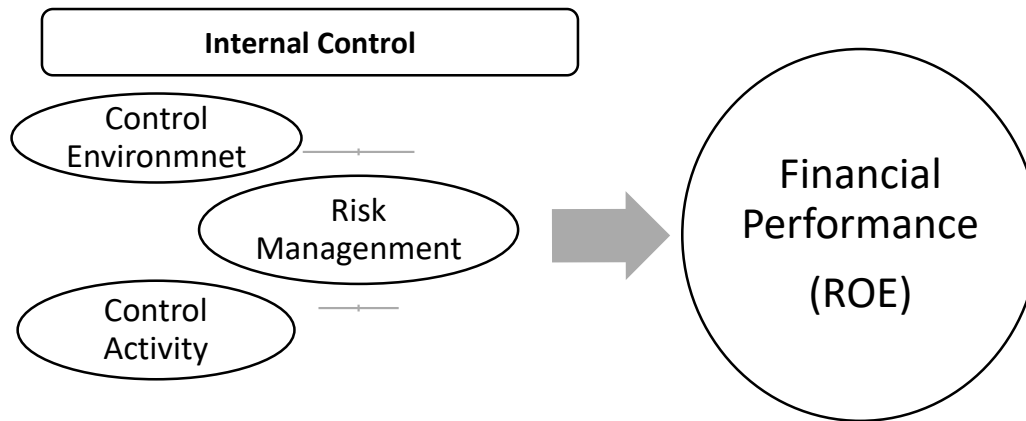 Internal Control
Control
Environmnet
Risk
Managenment
Control
Activity
Financial
Performance
(ROE)